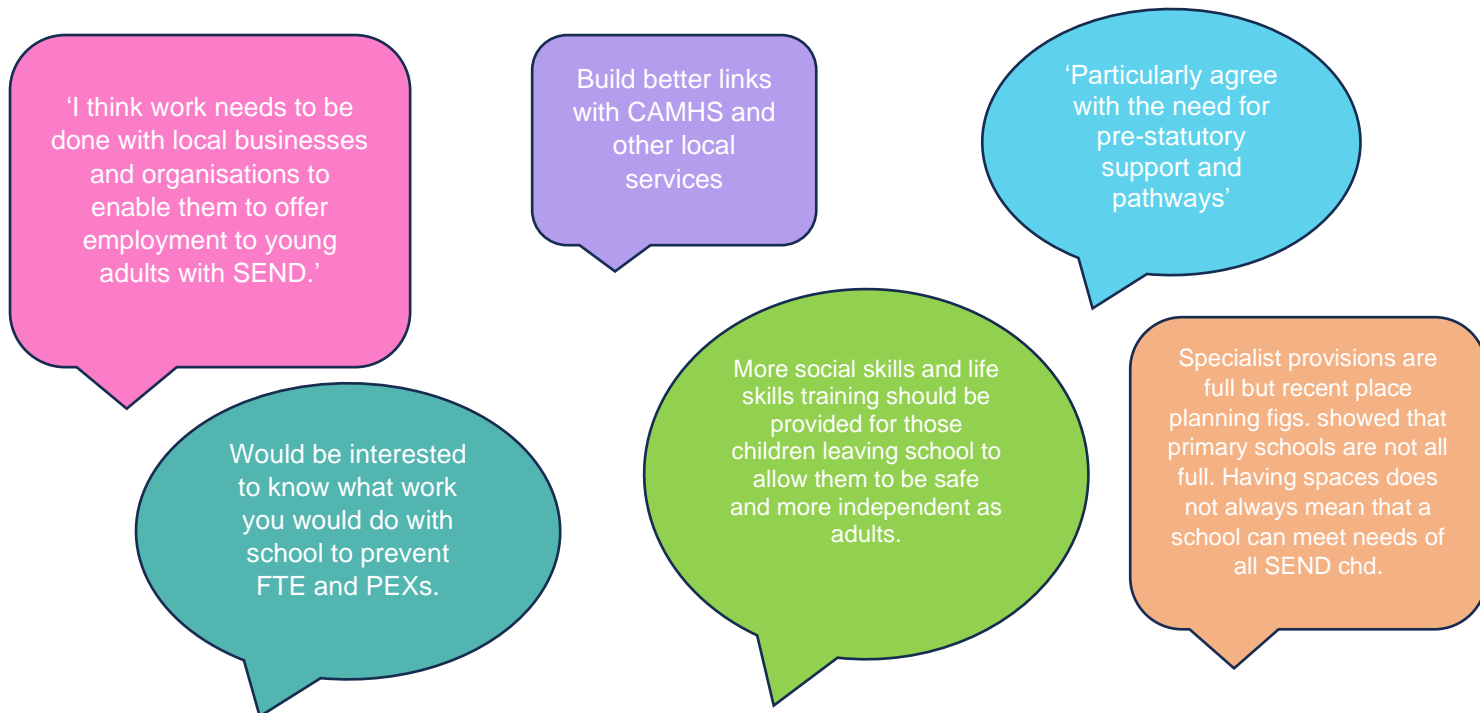 ‘I think work needs to be
done with local businesses
and organisations to
enable them to offer
employment to young
adults with SEND.’
Build better links
with CAMHS and
other local
services
‘Particularly agree
with the need for
pre-statutory
support and
pathways’
Would be interested
to know what work
you would do with
school to prevent
FTE and PEXs.
More social skills and life
skills training should be
provided for those
children leaving school to
allow them to be safe
and more independent as
adults.
Specialist provisions are
full but recent place
planning figs. showed that
primary schools are not all
full. Having spaces does
not always mean that a
school can meet needs of
all SEND chd.